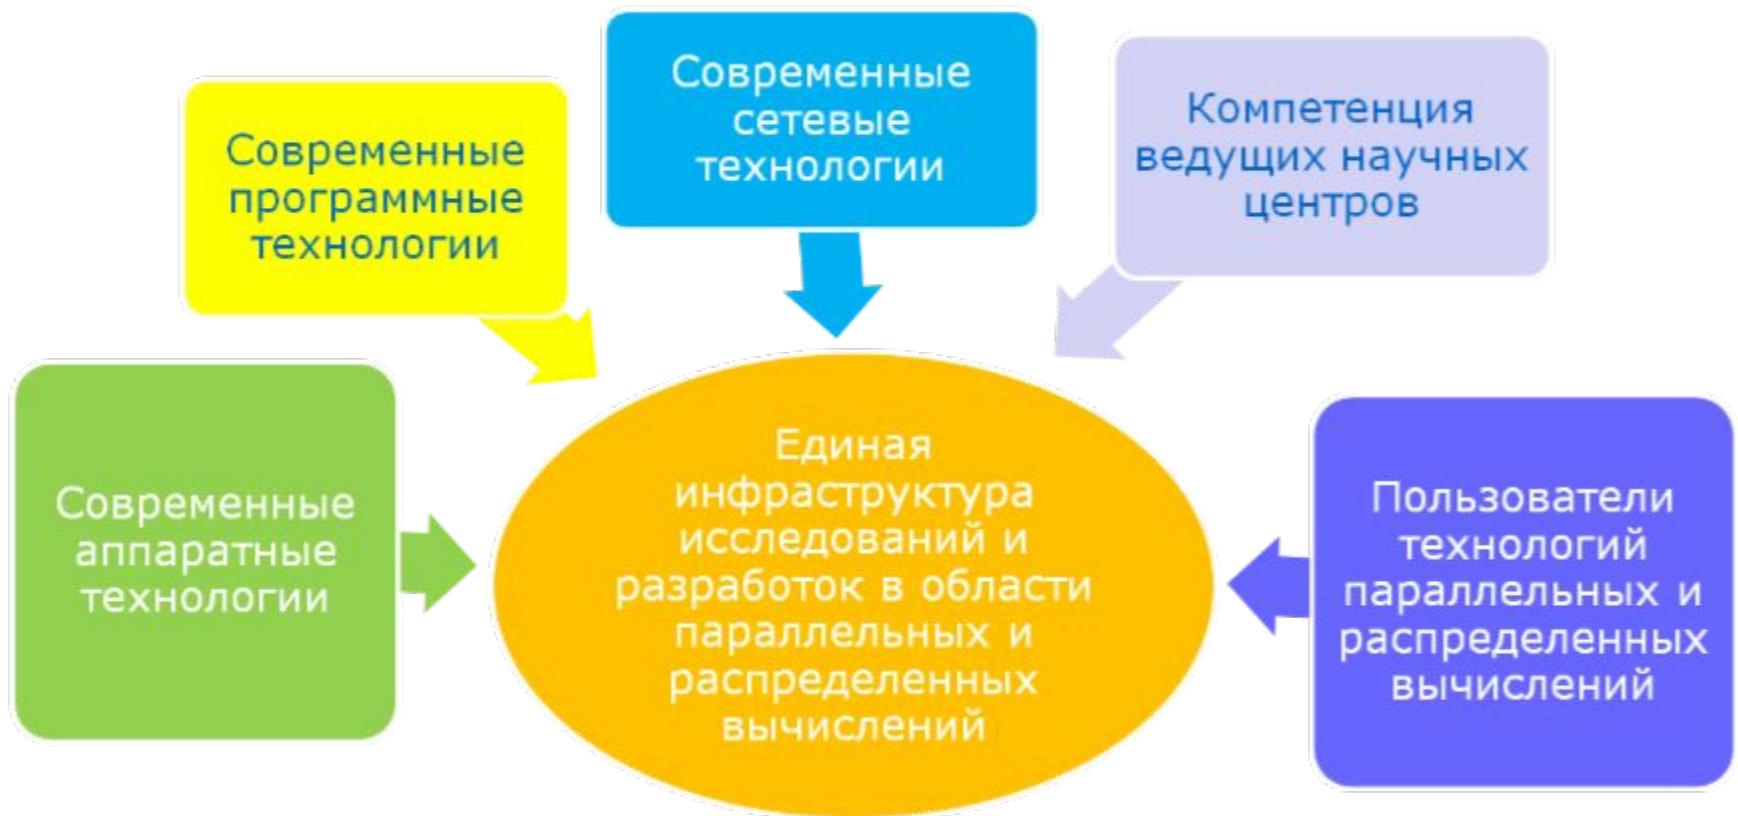 Современные
сетевые
технологии
Компетенция
ведущих научных
центров
Современные
программные
технологии
Современные
аппаратные
технологии
Единая
инфраструктура
исследований и
разработок в области
параллельных и
распределенных
вычислений
Пользователи
технологий
параллельных и
распределенных
вычислений